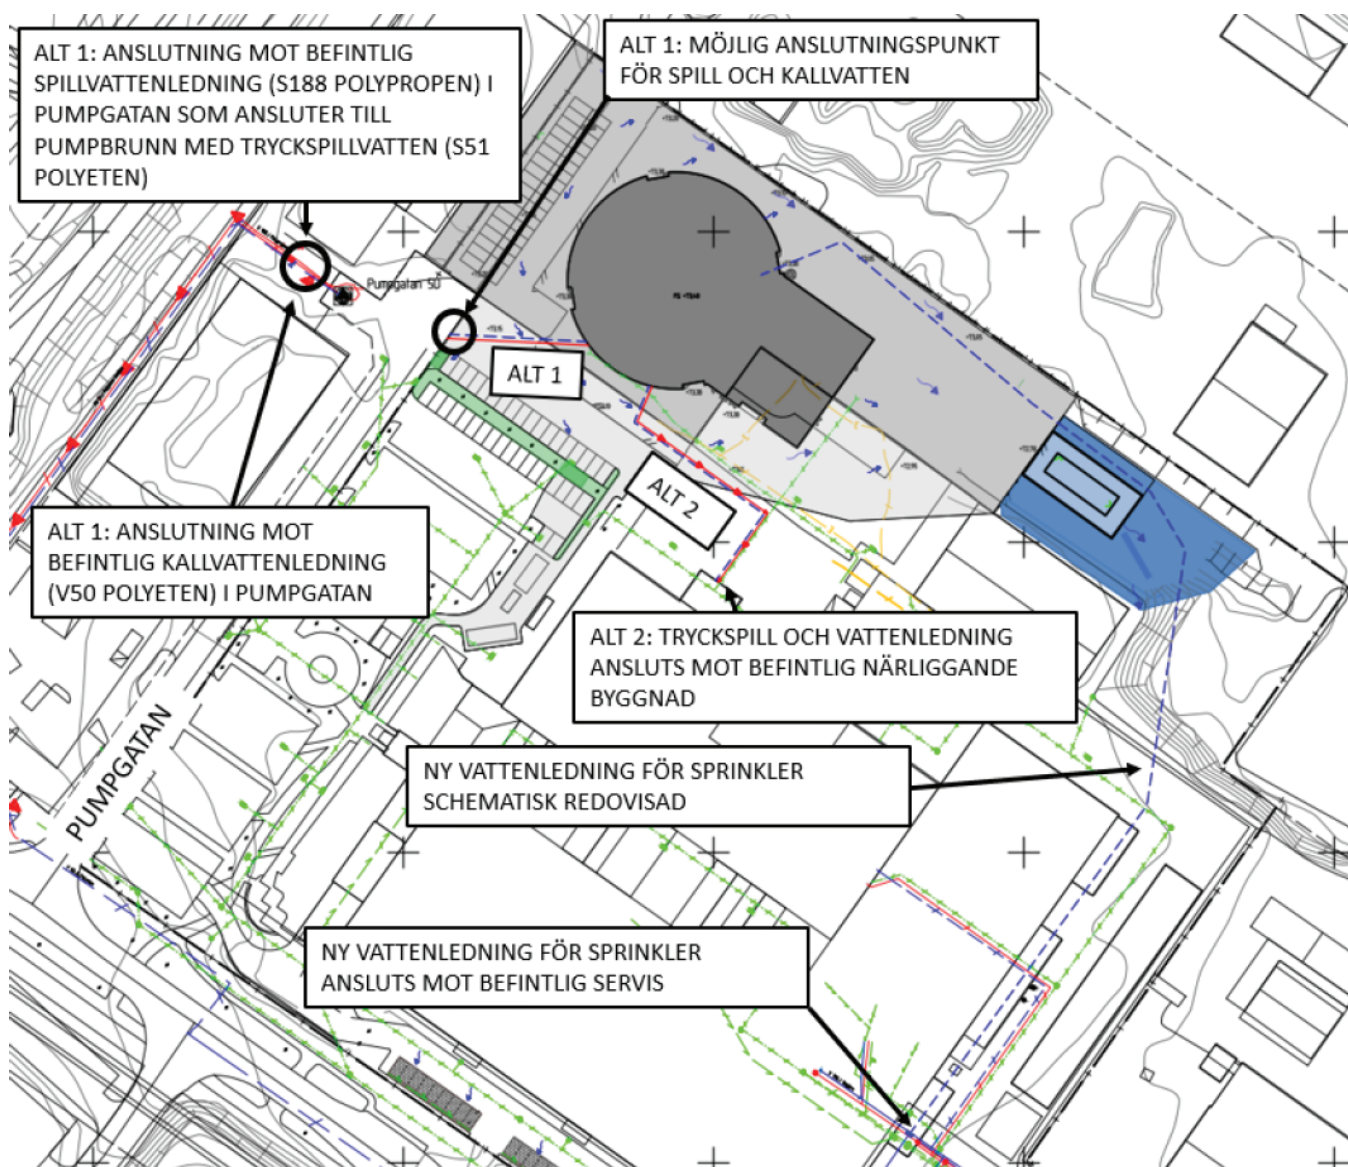 ALT 1: ANSLUTNING MOT BEFINTLIG
SPILLVATTENLEDNING (S188 POLYPROPEN) I
PUMPGATAN SOM ANSLUTER TILL
PUMPBRUNN MED TRYCKSPILLVATTEN (S51
POLYETEN)
ALT 1: MÖJLIG ANSLUTNINGSPUNKT
FÖR SPILL OCH KALLVATTEN
Pumpgatan 5D
ALT 1
ALT 2
ALT 1: ANSLUTNING MOT
BEFINTLIG KALLVATTENLEDNING
(V50 POLYETEN) I PUMPGATAN
ALT 2: TRYCKSPILL OCH VATTENLEDNING
ANSLUTS MOT BEFINTLIG NÄRLIGGANDE
BYGGNAD
PUMPGATAN
NY VATTENLEDNING FÖR SPRINKLER
SCHEMATISK REDOVISAD
NY VATTENLEDNING FÖR SPRINKLER
ANSLUTS MOT BEFINTLIG SERVIS